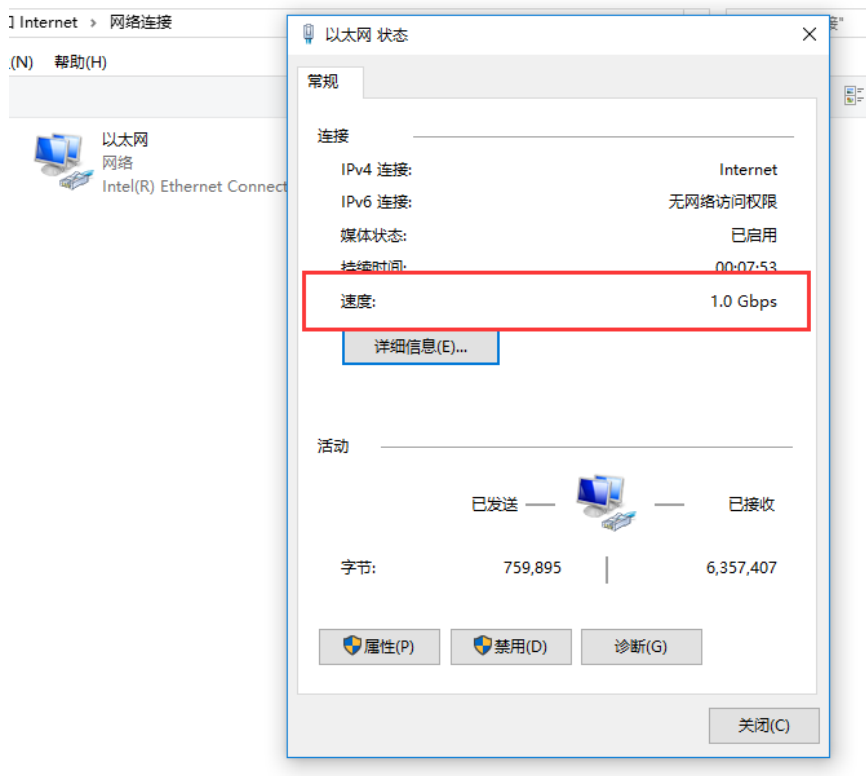 Internet › 网络连接
(N) 帮助(H)
以太网
网络
Intel(R) Ethernet Connect
以太网 状态
常规
连接
IPv4 连接: Internet
IPv6 连接: 无网络访问权限
媒体状态: 已启用
持续时间: 00:07:53
速度: 1.0 Gbps
详细信息(E)...
活动
已发送 — — 已接收
字节: 759,895 6,357,407
属性(P) 禁用(D) 诊断(G)
关闭(C)